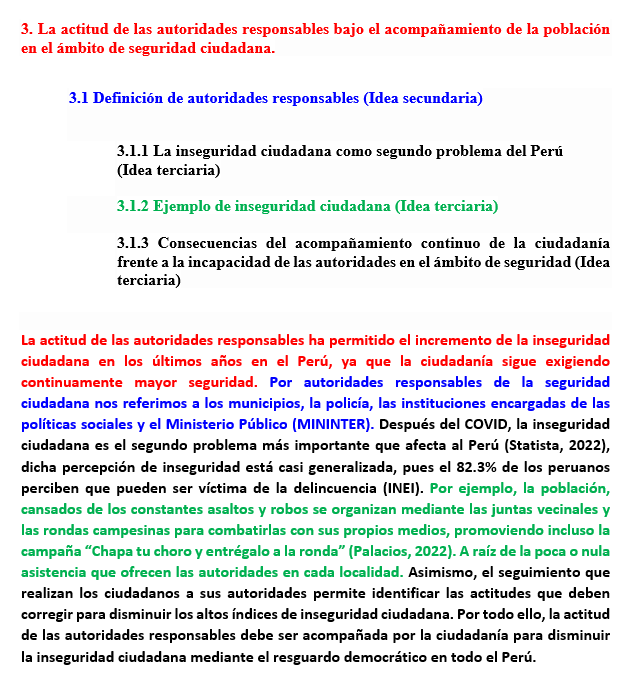 3. La actitud de las autoridades responsables bajo el acompañamiento de la población
en el ámbito de seguridad ciudadana.
3.1 Definición de autoridades responsables (Idea secundaria)
3.1.1 La inseguridad ciudadana como segundo problema del Perú
(Idea terciaria)
3.1.2 Ejemplo de inseguridad ciudadana (Idea terciaria)
3.1.3 Consecuencias del acompañamiento continuo de la ciudadanía
frente a la incapacidad de las autoridades en el ámbito de seguridad (Idea
terciaria)
La actitud de las autoridades responsables ha permitido el incremento de la inseguridad
ciudadana en los últimos años en el Perú, ya que la ciudadanía sigue exigiendo
continuamente mayor seguridad. Por autoridades responsables de la seguridad
ciudadana nos referimos a los municipios, la policía, las instituciones encargadas de las
políticas sociales y el Ministerio Público (MININTER). Después del COVID, la inseguridad
ciudadana es el segundo problema más importante que afecta al Perú (Statista, 2022),
dicha percepción de inseguridad está casi generalizada, pues el 82.3% de los peruanos
perciben que pueden ser víctima de la delincuencia (INEI). Por ejemplo, la población,
cansados de los constantes asaltos y robos se organizan mediante las juntas vecinales y
las rondas campesinas para combatirlas con sus propios medios, promoviendo incluso la
campaña “Chapa tu choro y entrégalo a la ronda” (Palacios, 2022). A raíz de la poca o nula
asistencia que ofrecen las autoridades en cada localidad. Asimismo, el seguimiento que
realizan los ciudadanos a sus autoridades permite identificar las actitudes que deben
corregir para disminuir los altos índices de inseguridad ciudadana. Por todo ello, la actitud
de las autoridades responsables debe ser acompañada por la ciudadanía para disminuir
la inseguridad ciudadana mediante el resguardo democrático en todo el Perú.